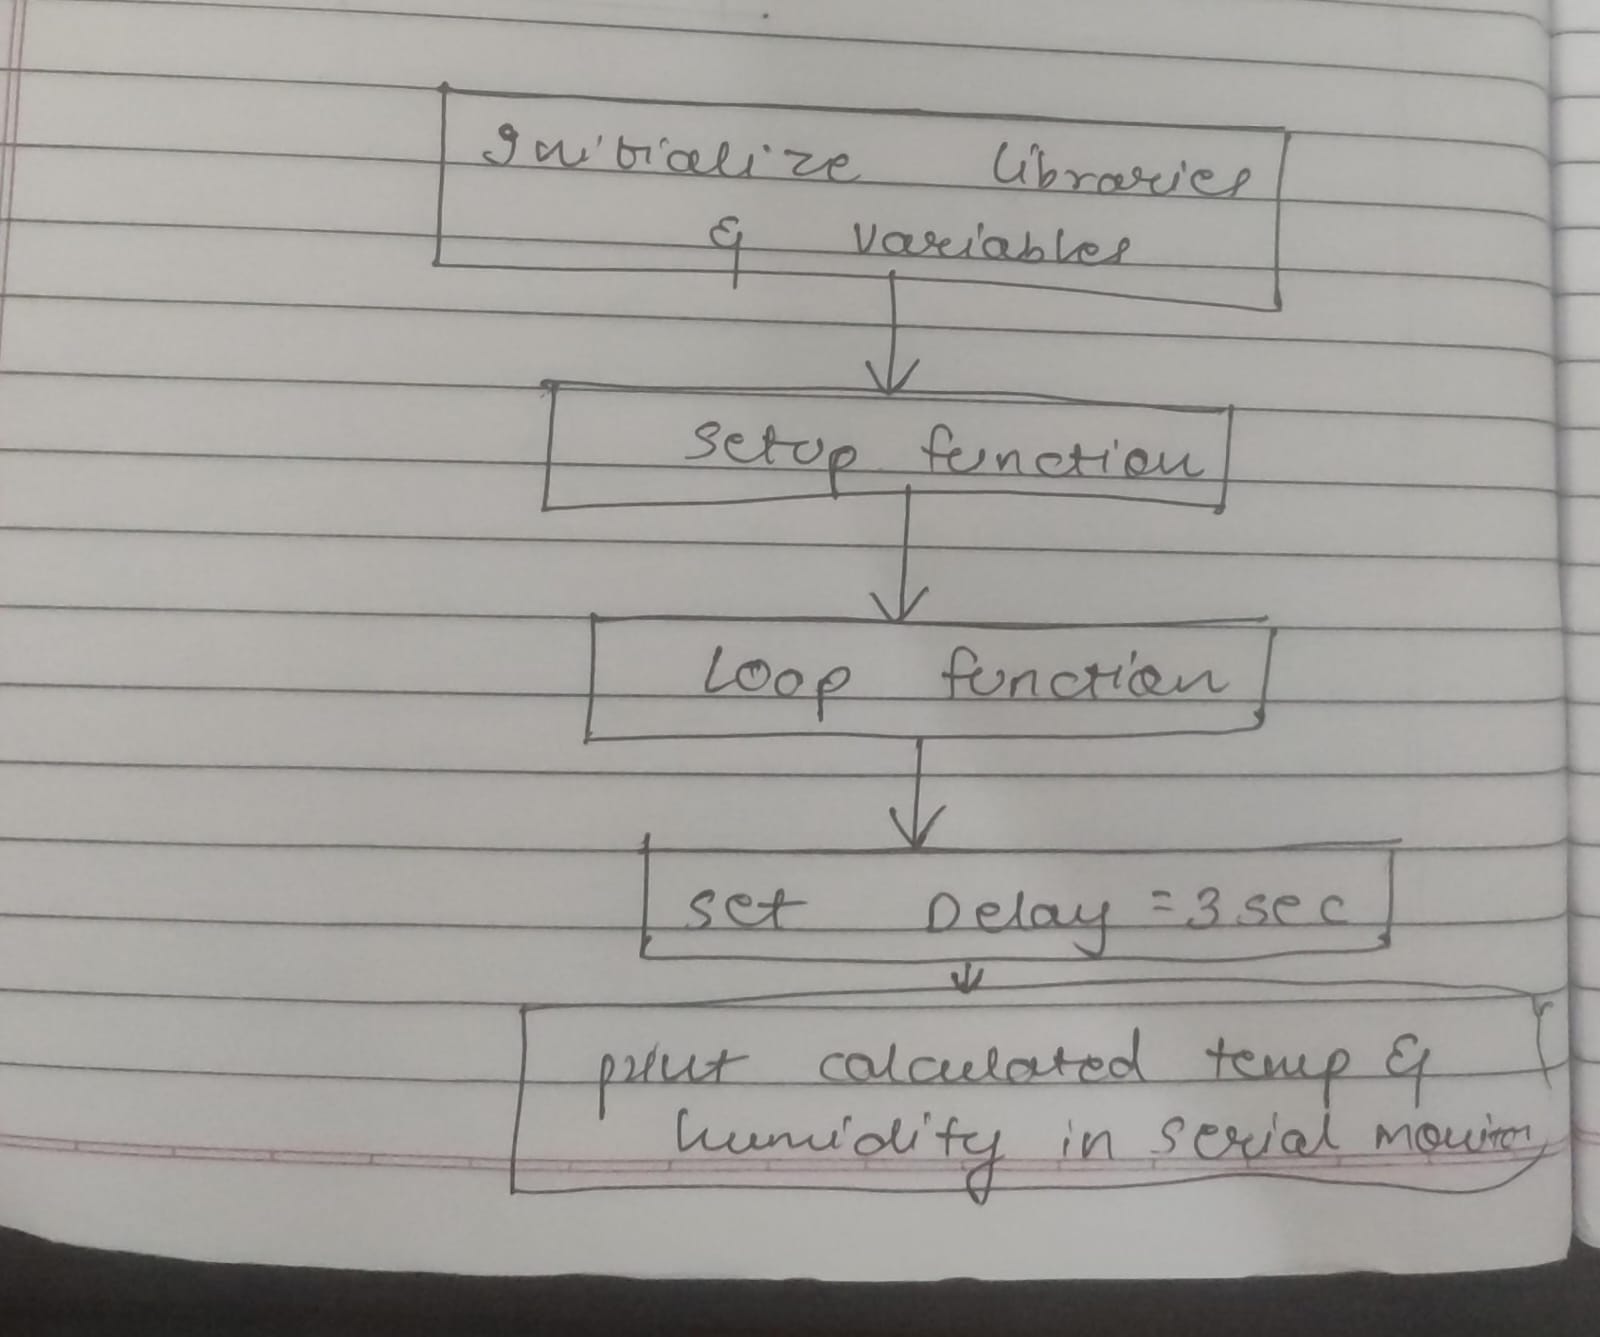 Initialize libraries
& variables
setup function
Loop function
set Delay = 3 sec
print calculated temp &
humidity in serial monitor